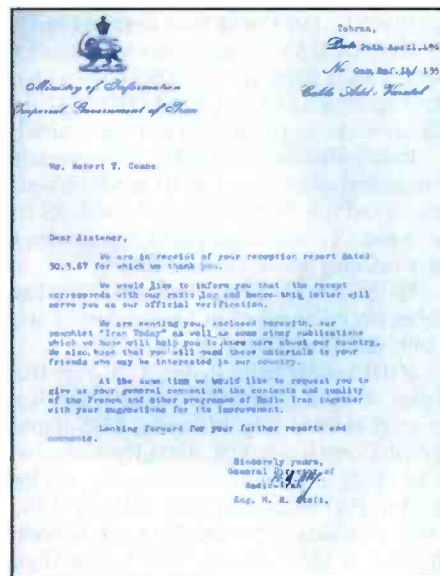 Tehran,
Date 20th April.196
No Com.Ref.16/ 135
Cable Add: Varatel
Ministry of Information
Imperial Government of Iran
Mr. Robert T. Combs
Dear Listener,
We are in receipt of your reception report dated
30.3.67 for which we thank you.
We would like to inform you that the recept
corresponds with our radio log and hence this letter will
serve you as our official verification.
We are sending you, enclosed herewith, our
pamphlet "Iran Today" as well as some other publications
which we hope will help you to know more about our country.
We also hope that you will send these materials to your
friends who may be interested in our country.
At the same time we would like to request you to
give us your general comment on the contents and quality
of the French and other programme of Radio Iran together
with your suggestions for its improvement.
Looking forward for your further reports and
comments.
Sincerely yours,
General Director of
Radio-Iran
Eng. H. R.